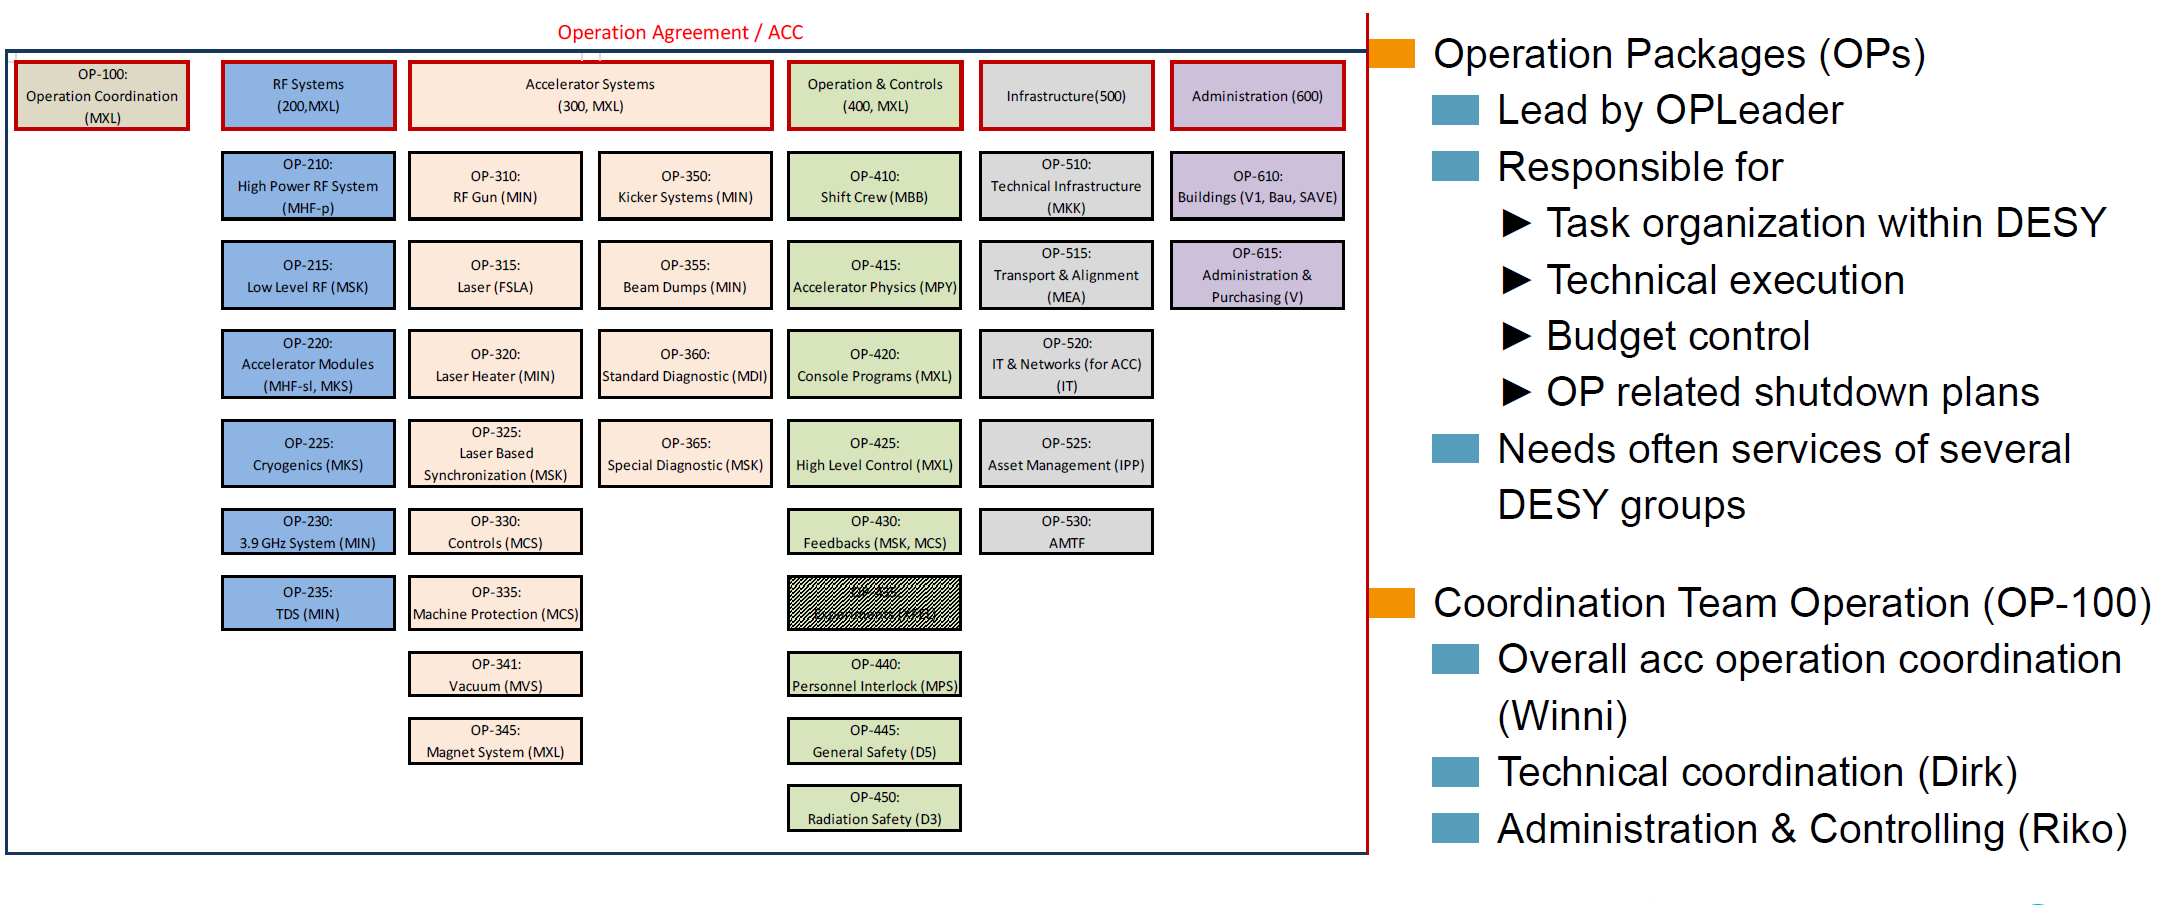 Operation Agreement / ACC
OP-100:
Operation Coordination
(MXL)
RF Systems
(200,MXL)
Accelerator Systems
(300, MXL)
Operation & Controls
(400, MXL)
Infrastructure(500)
Administration (600)
OP-210:
High Power RF System
(MHF-p)
OP-310:
RF Gun (MIN)
OP-350:
Kicker Systems (MIN)
OP-410:
Shift Crew (MBB)
OP-510:
Technical Infrastructure
(MKK)
OP-610:
Buildings (V1, Bau, SAVE)
OP-215:
Low Level RF (MSK)
OP-315:
Laser (FSLA)
OP-355:
Beam Dumps (MIN)
OP-415:
Accelerator Physics (MPY)
OP-515:
Transport & Alignment
(MEA)
OP-615:
Administration &
Purchasing (V)
OP-220:
Accelerator Modules
(MHF-sl, MKS)
OP-320:
Laser Heater (MIN)
OP-360:
Standard Diagnostic (MDI)
OP-420:
Console Programs (MXL)
OP-520:
IT & Networks (for ACC)
(IT)
OP-225:
Cryogenics (MKS)
OP-325:
Laser Based
Synchronization (MSK)
OP-365:
Special Diagnostic (MSK)
OP-425:
High Level Control (MXL)
OP-525:
Asset Management (IPP)
OP-230:
3.9 GHz System (MIN)
OP-330:
Controls (MCS)
OP-430:
Feedbacks (MSK, MCS)
OP-530:
AMTF
OP-235:
TDS (MIN)
OP-335:
Machine Protection (MCS)
OP-435:
Experiments
OP-341:
Vacuum (MVS)
OP-440:
Personnel Interlock (MPS)
OP-345:
Magnet System (MXL)
OP-445:
General Safety (D5)
OP-450:
Radiation Safety (D3)
Operation Packages (OPs)
Lead by OPLeader
Responsible for
► Task organization within DESY
► Technical execution
► Budget control
► OP related shutdown plans
Needs often services of several
DESY groups
Coordination Team Operation (OP-100)
Overall acc operation coordination
(Winni)
Technical coordination (Dirk)
Administration & Controlling (Riko)